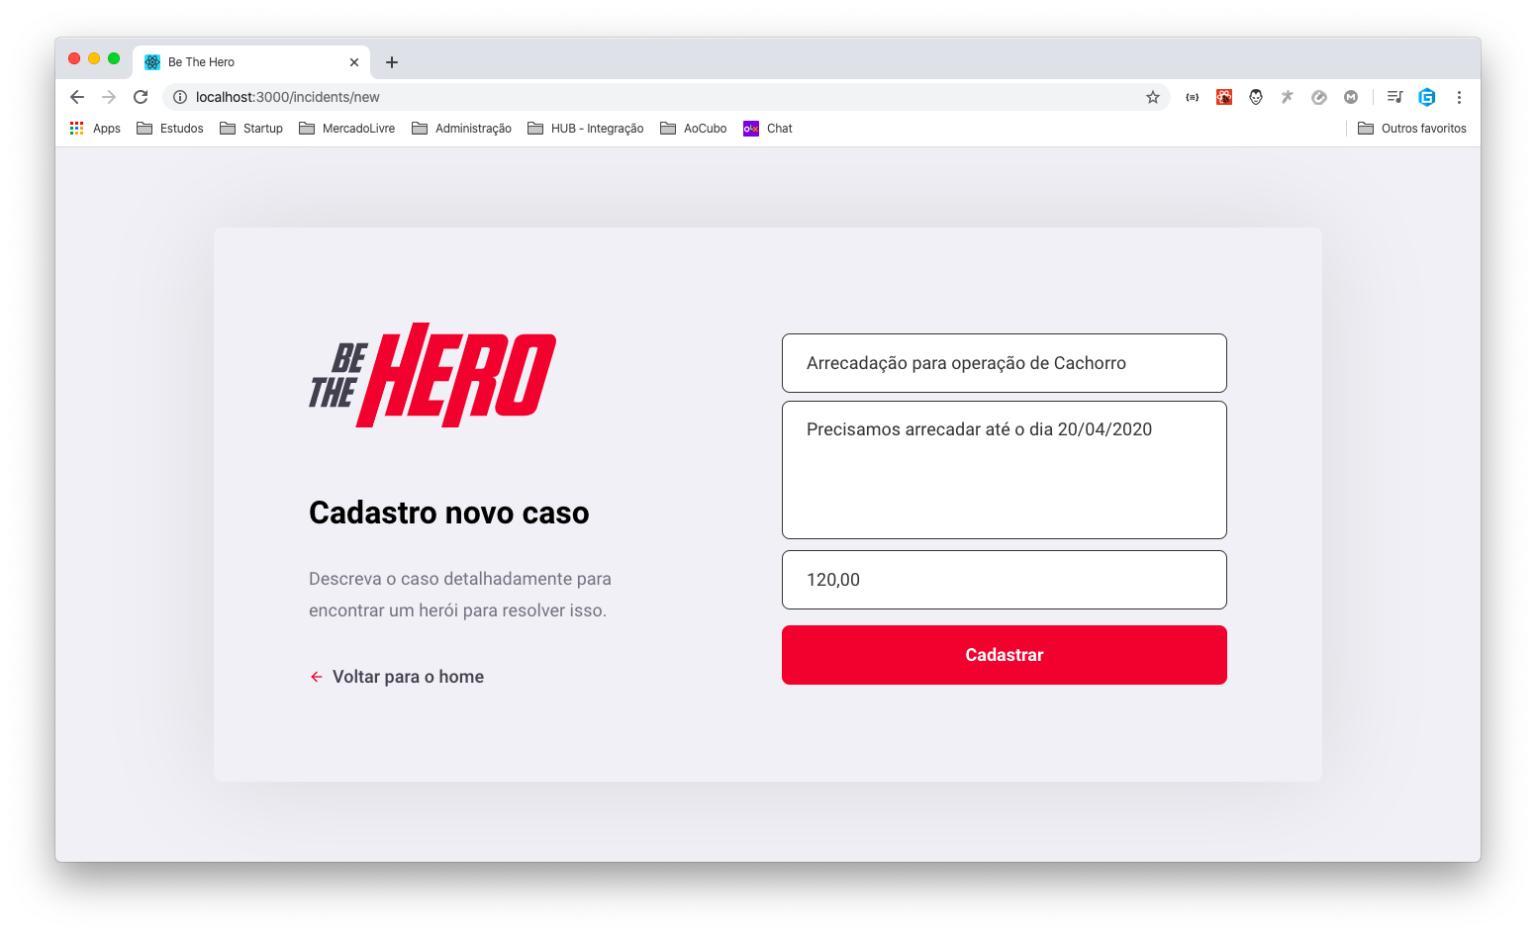 Be The Hero
localhost:3000/incidents/new
Apps
Estudos
Startup
MercadoLivre
Administração
HUB - Integração
AoCubo
olx
Chat
Outros favoritos
BE
THE
HERO
Cadastro novo caso
Descreva o caso detalhadamente para
encontrar um herói para resolver isso.
Voltar para o home
Arrecadação para operação de Cachorro
Precisamos arrecadar até o dia 20/04/2020
120,00
Cadastrar